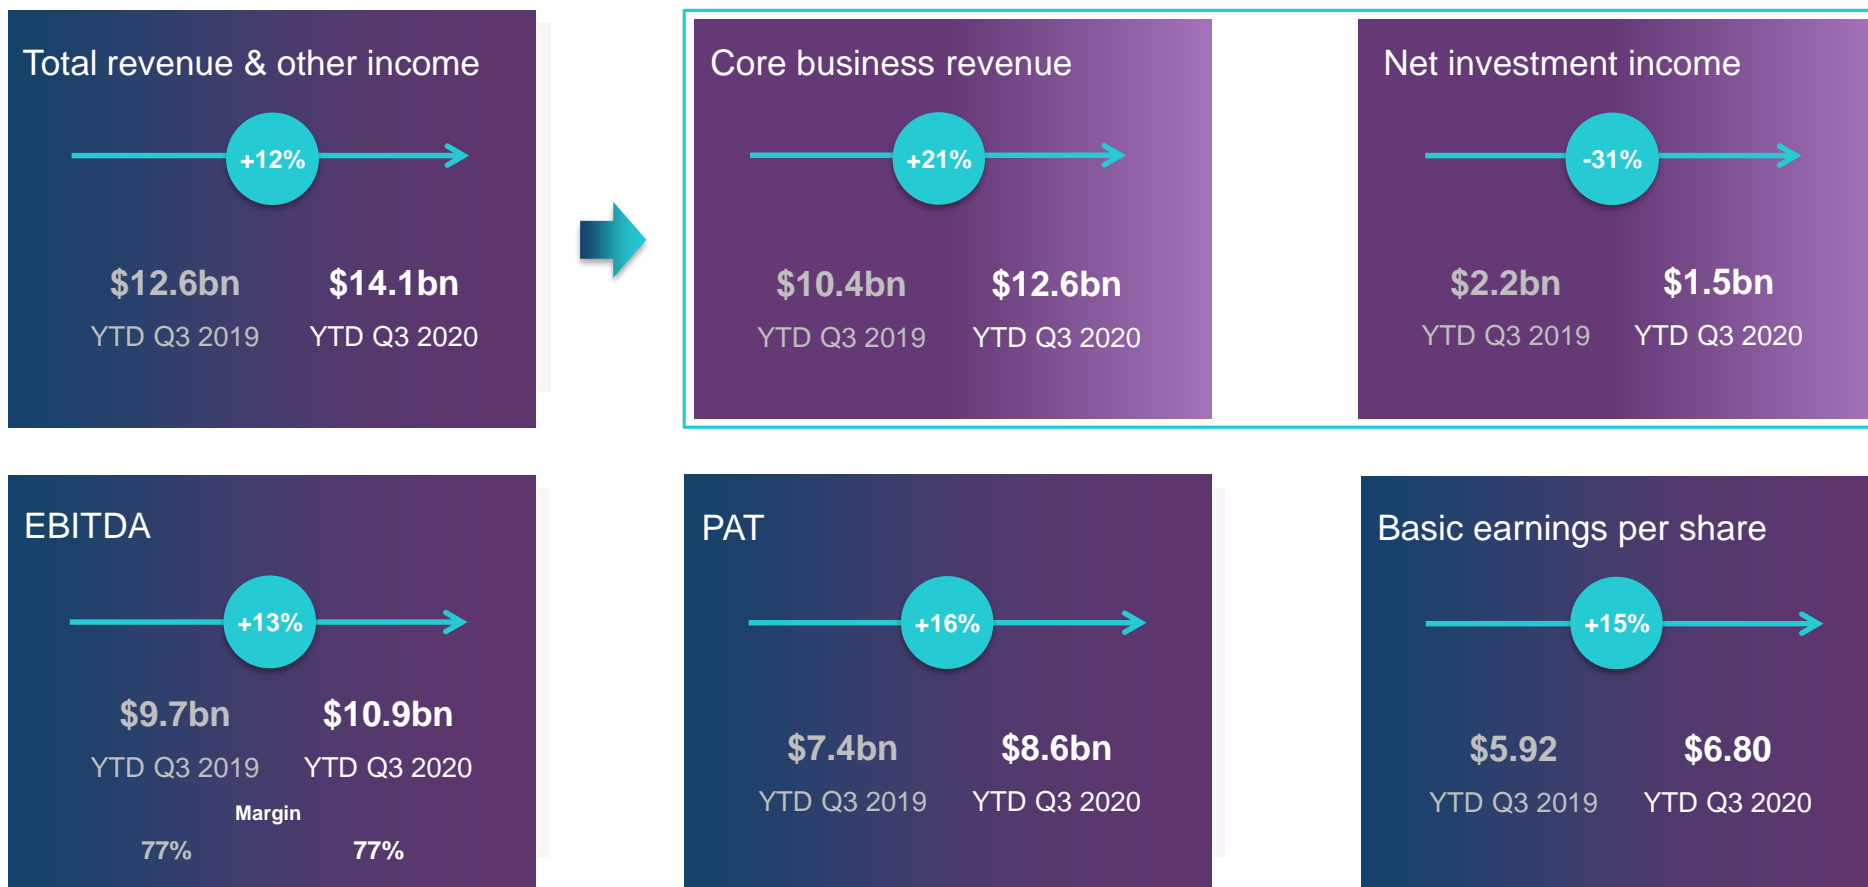 Total revenue & other income
+12%
$12.6bn $14.1bn
YTD Q3 2019 YTD Q3 2020
Core business revenue
+21%
$10.4bn $12.6bn
YTD Q3 2019 YTD Q3 2020
Net investment income
-31%
$2.2bn $1.5bn
YTD Q3 2019 YTD Q3 2020
EBITDA
+13%
$9.7bn $10.9bn
YTD Q3 2019 YTD Q3 2020
Margin
77% 77%
PAT
+16%
$7.4bn $8.6bn
YTD Q3 2019 YTD Q3 2020
Basic earnings per share
+15%
$5.92 $6.80
YTD Q3 2019 YTD Q3 2020